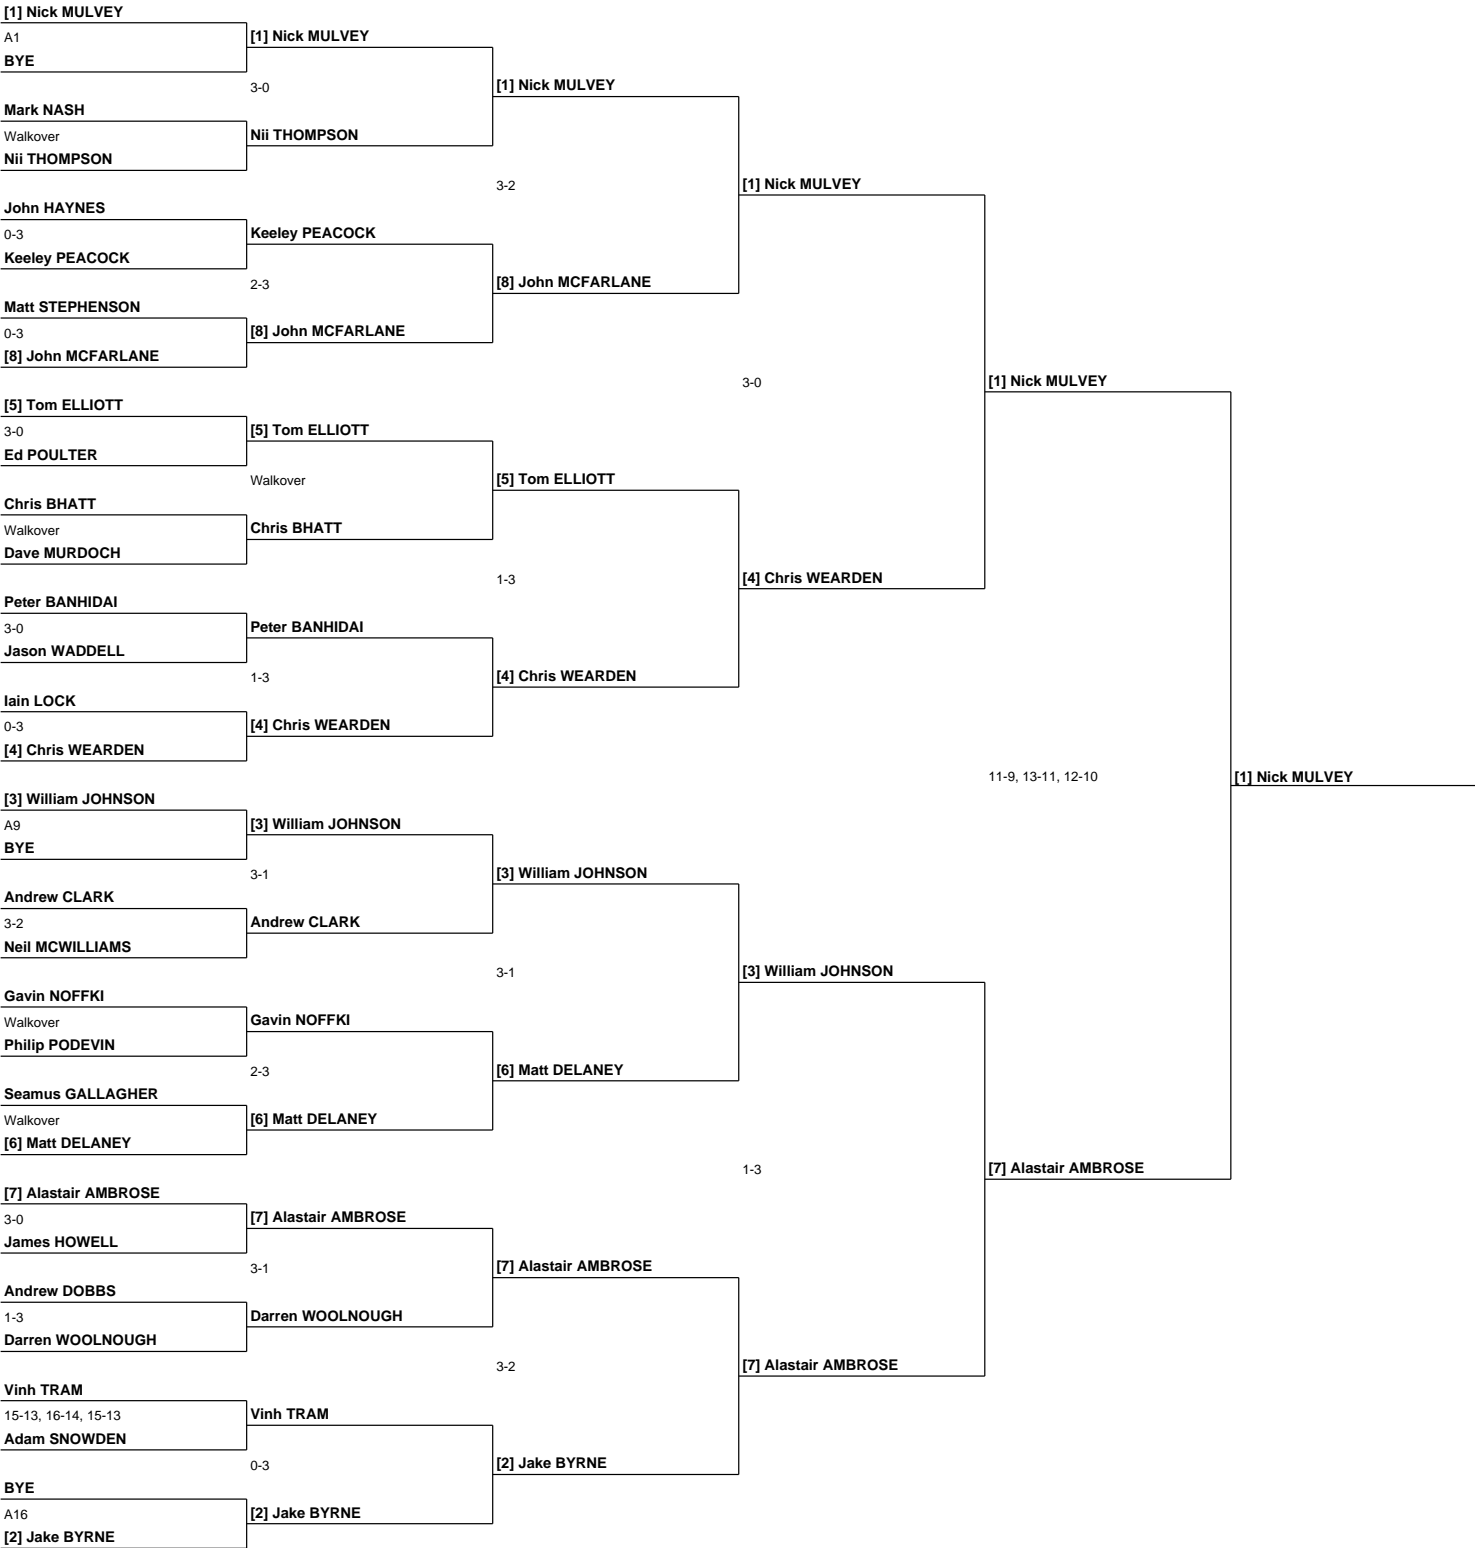 [1] Nick MULVEY
A1
BYE
Mark NASH
Walkover
Nii THOMPSON
John HAYNES
0-3
Keeley PEACOCK
Matt STEPHENSON
0-3
[8] John MCFARLANE
[5] Tom ELLIOTT
3-0
Ed POULTER
Chris BHATT
Walkover
Dave MURDOCH
Peter BANHIDAI
3-0
Jason WADDELL
Iain LOCK
0-3
[4] Chris WEARDEN
[3] William JOHNSON
A9
BYE
Andrew CLARK
3-2
Neil MCWILLIAMS
Gavin NOFFKI
Walkover
Philip PODEVIN
Seamus GALLAGHER
Walkover
[6] Matt DELANEY
[7] Alastair AMBROSE
3-0
James HOWELL
Andrew DOBBS
1-3
Darren WOOLNOUGH
Vinh TRAM
15-13, 16-14, 15-13
Adam SNOWDEN
BYE
A16
[2] Jake BYRNE
[1] Nick MULVEY
3-0
Nii THOMPSON
Keeley PEACOCK
2-3
[8] John MCFARLANE
[5] Tom ELLIOTT
Walkover
Chris BHATT
Peter BANHIDAI
1-3
[4] Chris WEARDEN
[3] William JOHNSON
3-1
Andrew CLARK
Gavin NOFFKI
2-3
[6] Matt DELANEY
[7] Alastair AMBROSE
3-1
Darren WOOLNOUGH
Vinh TRAM
0-3
[2] Jake BYRNE
[1] Nick MULVEY
3-2
[8] John MCFARLANE
[5] Tom ELLIOTT
1-3
[4] Chris WEARDEN
[3] William JOHNSON
3-1
[6] Matt DELANEY
[7] Alastair AMBROSE
3-2
[2] Jake BYRNE
[1] Nick MULVEY
3-0
[4] Chris WEARDEN
[3] William JOHNSON
1-3
[7] Alastair AMBROSE
[1] Nick MULVEY
11-9, 13-11, 12-10
[7] Alastair AMBROSE
[1] Nick MULVEY